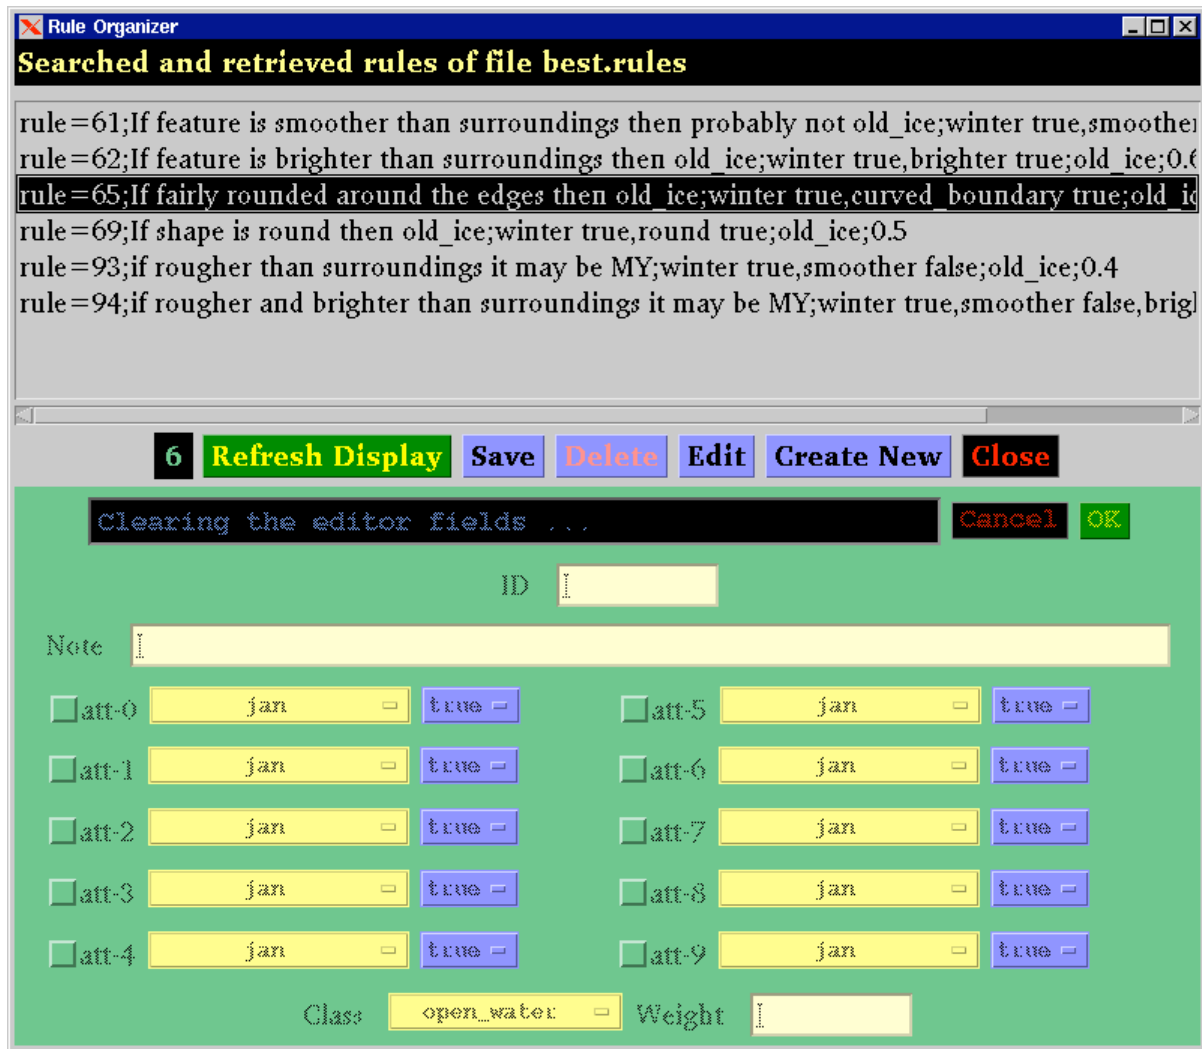 Rule Organizer
Searched and retrieved rules of file best.rules
rule=61;If feature is smoother than surroundings then probably not old_ice;winter true,smoother
rule=62;If feature is brighter than surroundings then old_ice;winter true,brighter true;old_ice;0.6
rule=65;If fairly rounded around the edges then old_ice;winter true,curved_boundary true;old_ic
rule=69;If shape is round then old_ice;winter true,round true;old_ice;0.5
rule=93;if rougher than surroundings it may be MY;winter true,smoother false;old_ice;0.4
rule=94;if rougher and brighter than surroundings it may be MY;winter true,smoother false,brigh
6 Refresh Display Save Delete Edit Create New Close
Clearing the editor fields ... Cancel OK
ID
Note
att-0 jan true att-5 jan true
att-1 jan true att-6 jan true
att-2 jan true att-7 jan true
att-3 jan true att-8 jan true
att-4 jan true att-9 jan true
Class open_water Weight